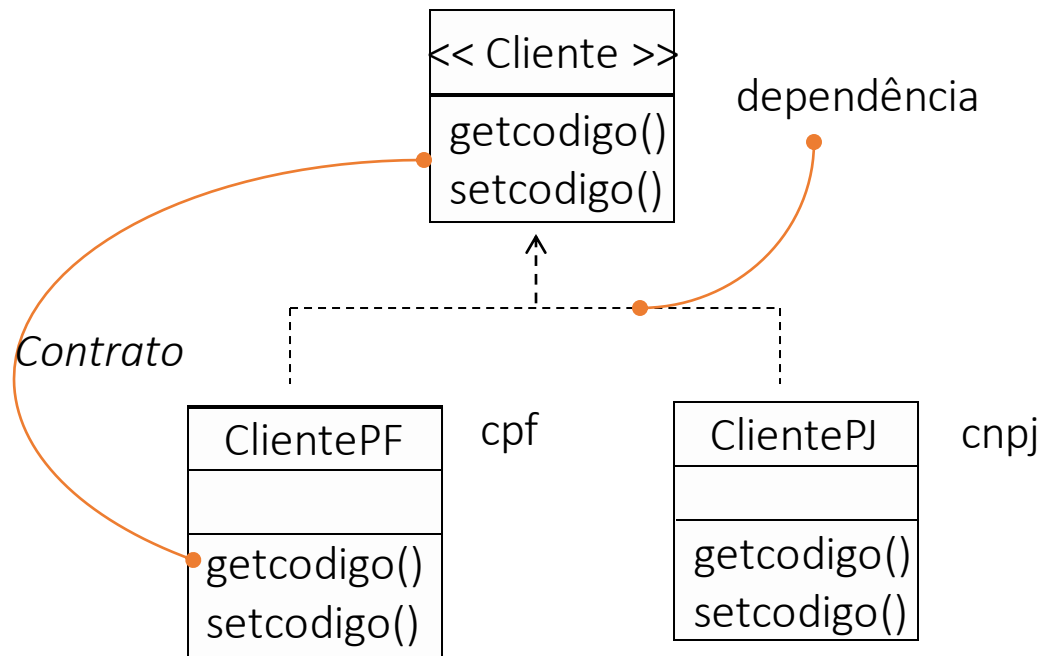 << Cliente >>
getcodigo()
setcodigo()
dependência
Contrato
ClientePF
cpf
getcodigo()
setcodigo()
ClientePJ
cnpj
getcodigo()
setcodigo()